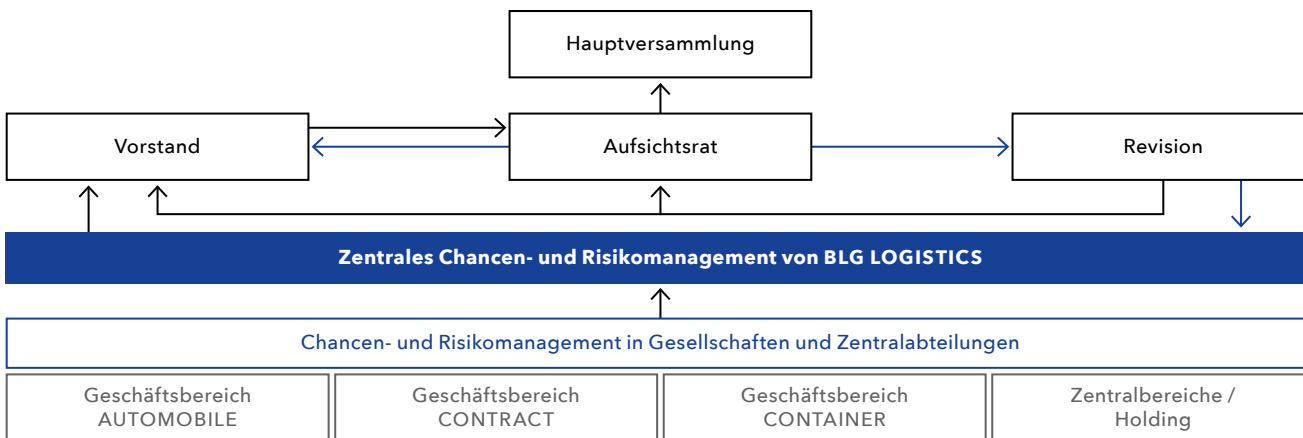 Hauptversammlung
Vorstand
Aufsichtsrat
Revision
Zentrales Chancen- und Risikomanagement von BLG LOGISTICS
Chancen- und Risikomanagement in Gesellschaften und Zentralabteilungen
Geschäftsbereich
AUTOMOBILE
Geschäftsbereich
CONTRACT
Geschäftsbereich
CONTAINER
Zentralbereiche /
Holding